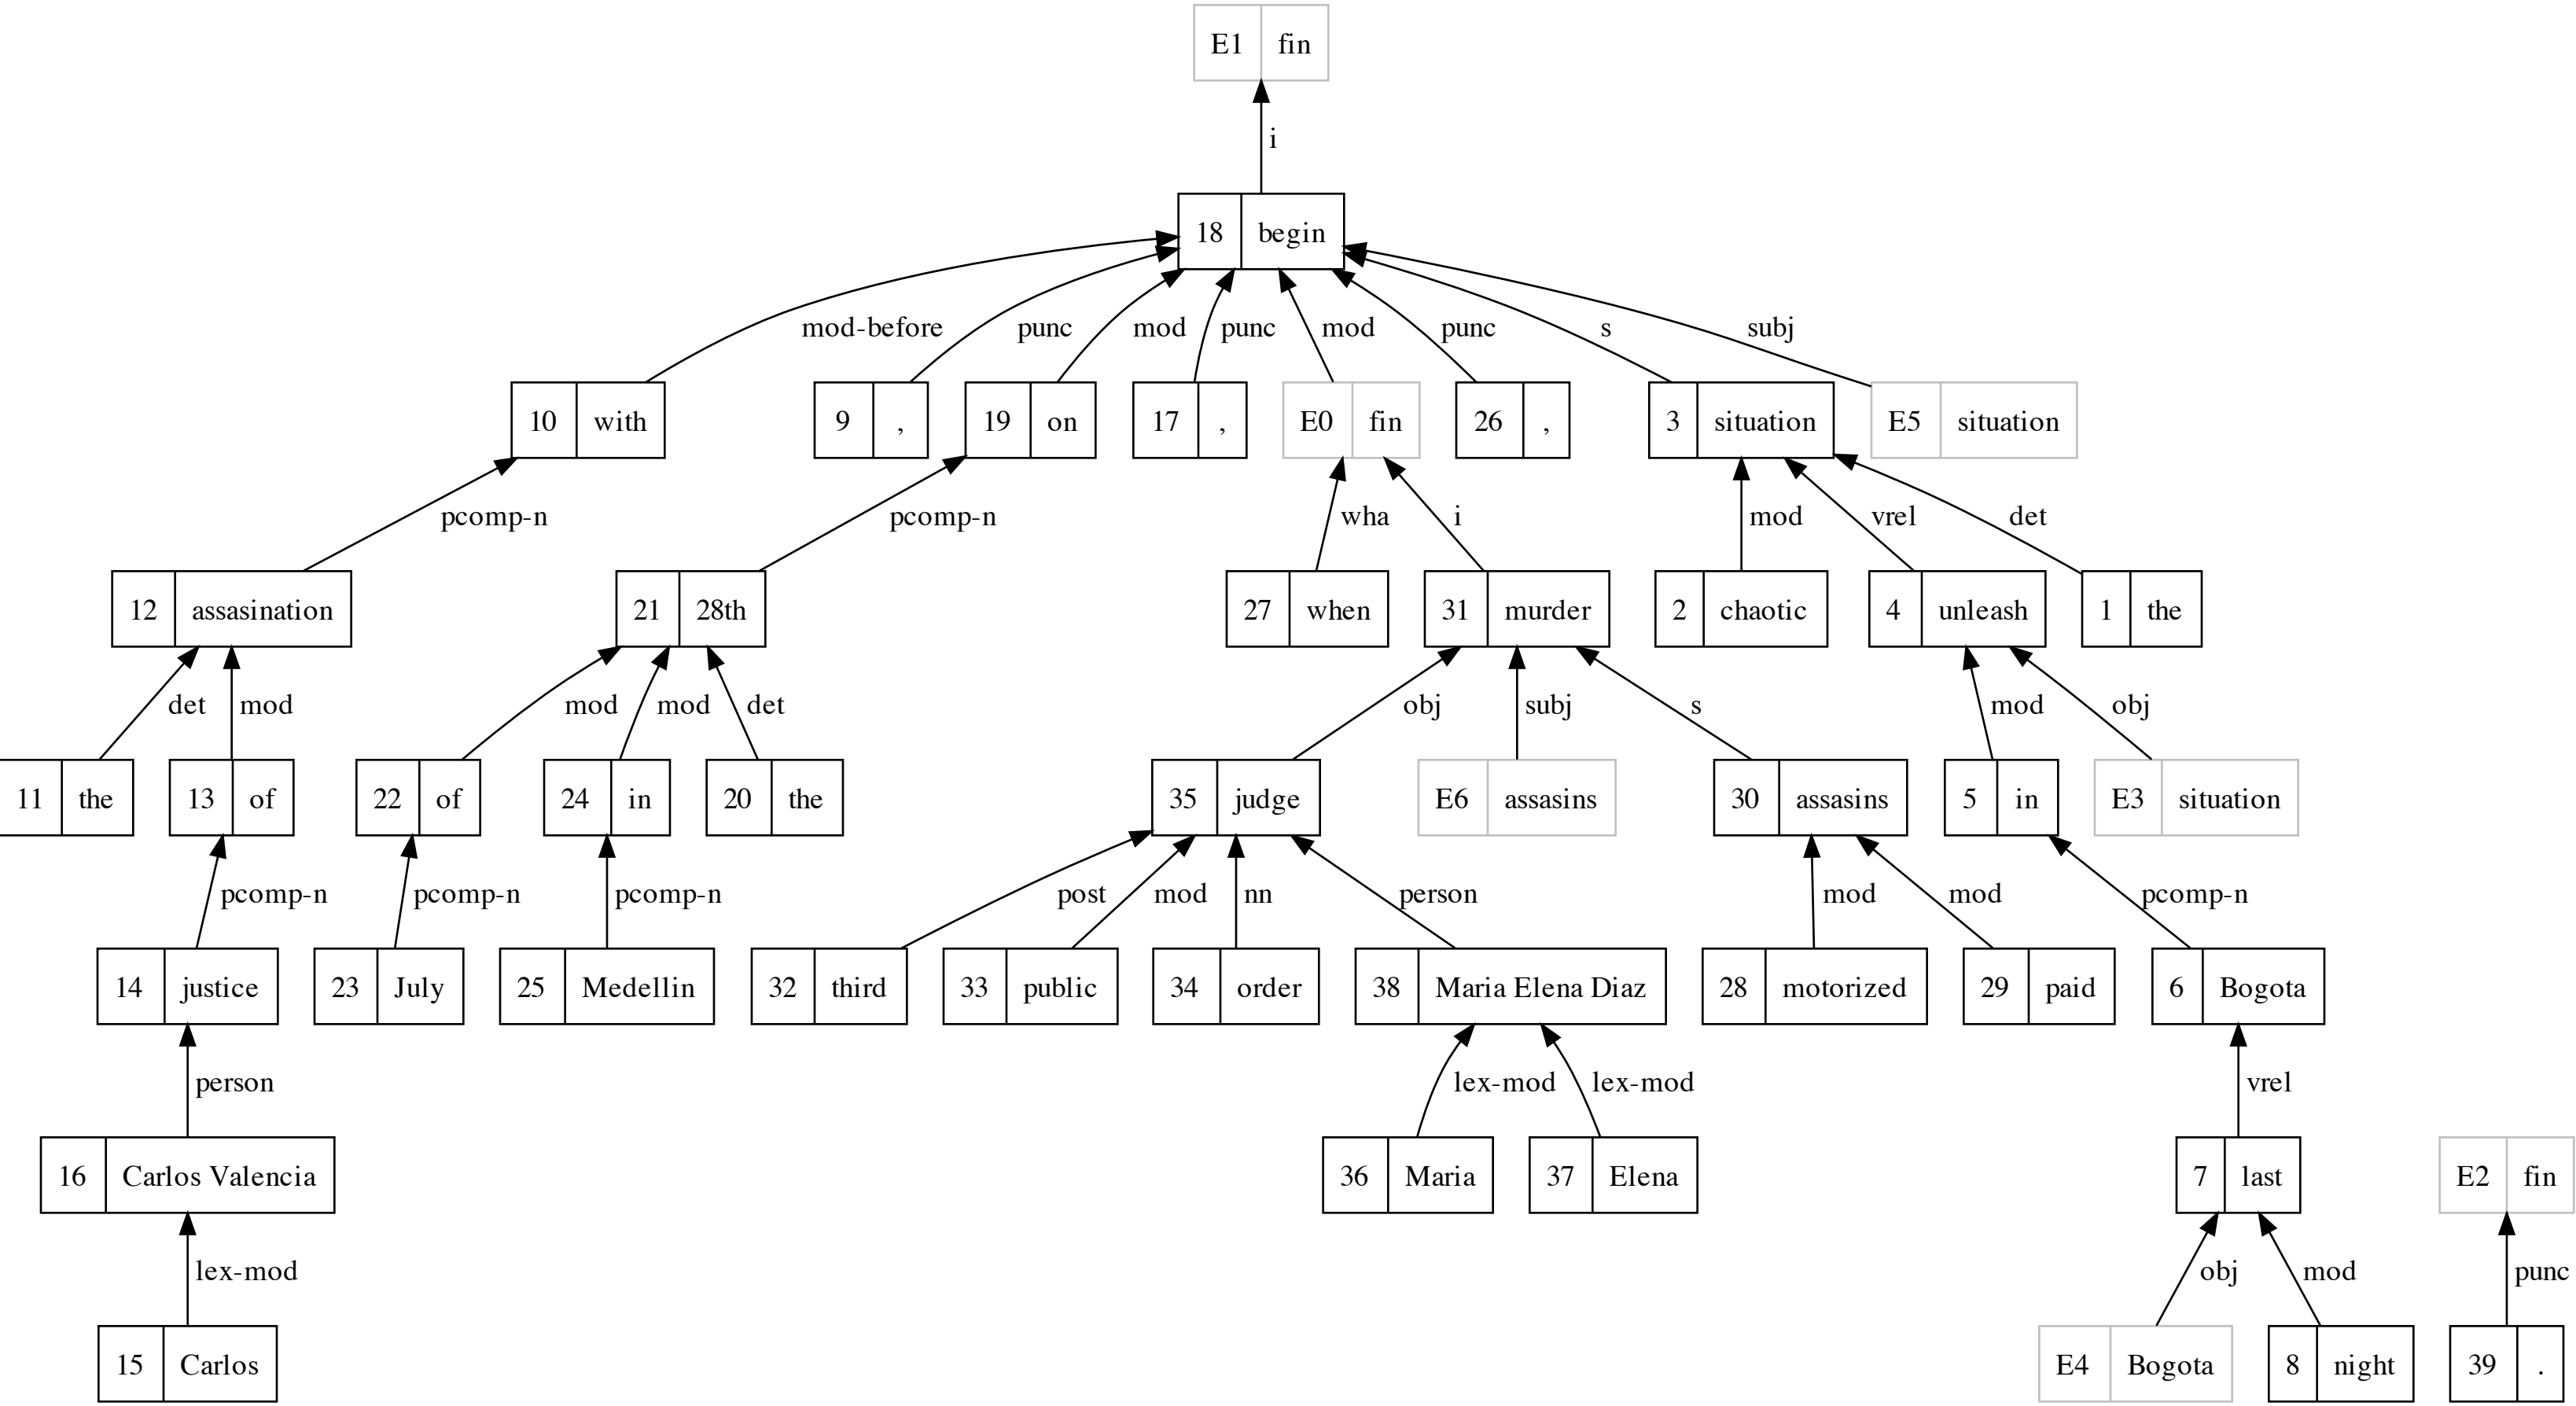 E1 fin
i
18 begin
mod-before punc mod punc mod punc s subj
10 with 9 , 19 on 17 , E0 fin 26 , 3 situation E5 situation
pcomp-n pcomp-n wha i mod vrel det
12 assasination 21 28th 27 when 31 murder 2 chaotic 4 unleash 1 the
det mod mod mod det obj subj s mod obj
11 the 13 of 22 of 24 in 20 the 35 judge E6 assasins 30 assasins 5 in E3 situation
pcomp-n pcomp-n pcomp-n post mod nn person mod mod pcomp-n
14 justice 23 July 25 Medellin 32 third 33 public 34 order 38 Maria Elena Diaz 28 motorized 29 paid 6 Bogota
person lex-mod lex-mod vrel
16 Carlos Valencia 36 Maria 37 Elena 7 last E2 fin
lex-mod obj mod punc
15 Carlos E4 Bogota 8 night 39 .